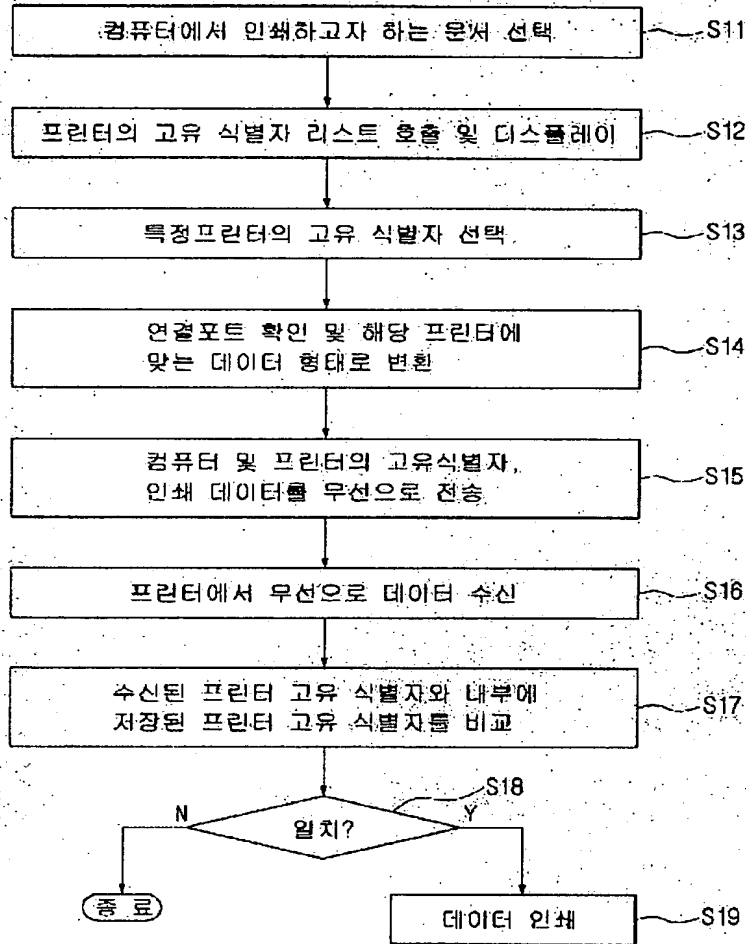 컴퓨터에서 인쇄하고자 하는 문서 선택
S11
프린터의 고유 식별자 리스트 호출 및 디스플레이
S12
특정프린터의 고유 식별자 선택
S13
연결포트 확인 및 해당 프린터에
맞는 데이터 형태로 변환
S14
컴퓨터 및 프린터의 고유식별자,
인쇄 데이터를 무선으로 전송
S15
프린터에서 무선으로 데이터 수신
S16
수신된 프린터 고유 식별자와 내부에
저장된 프린터 고유 식별자를 비교
S17
S18
N
일치?
Y
종료
데이터 인쇄
S19